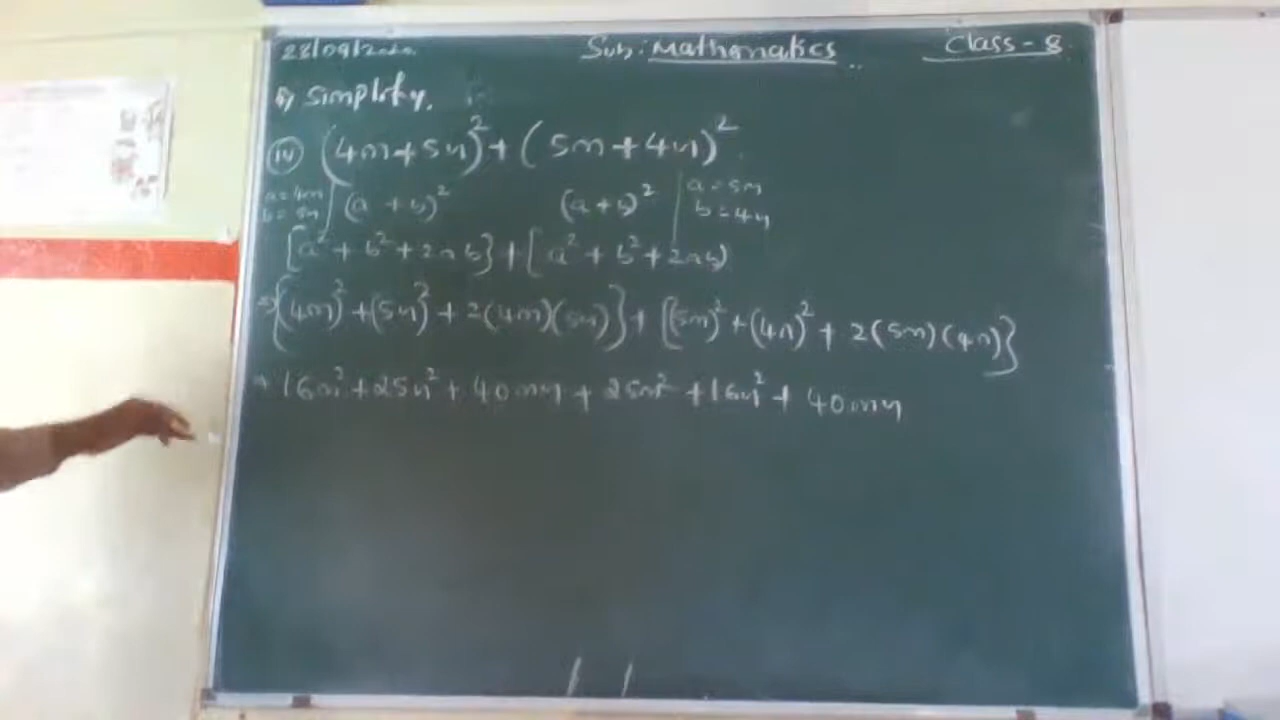 28/09/2020 Sub: Mathematics Class - 8
5) Simplify.
(iv) (4m+5n)² + (5m+4n)²
a=4m b=5n | (a+b)² (a+b)² | a=5m b=4n
{a²+b²+2ab} + [a²+b²+2ab)
⇒ {(4m)²+(5n)²+2(4m)(5n)} + {(5m)²+(4n)²+2(5m)(4n)}
⇒ 16m²+25n²+40mn+25m²+16n²+40mn